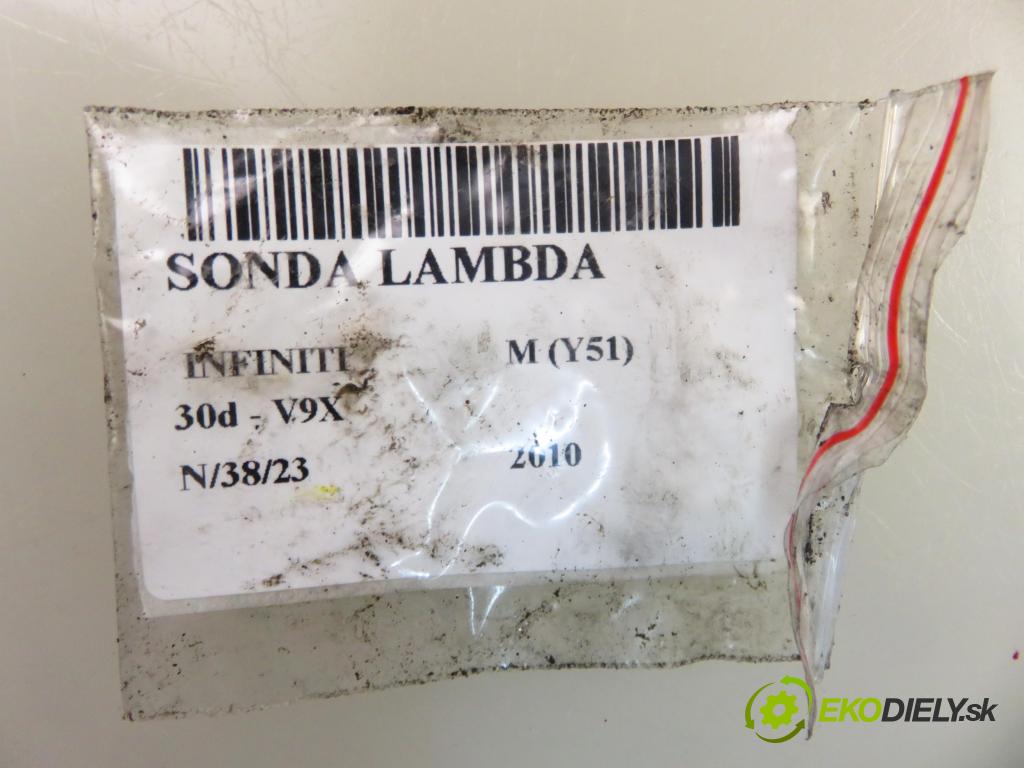 SONDA LAMBDA
INFINITI M (Y51)
30d - V9X
N/38/23 2010
EKODIELY.sk